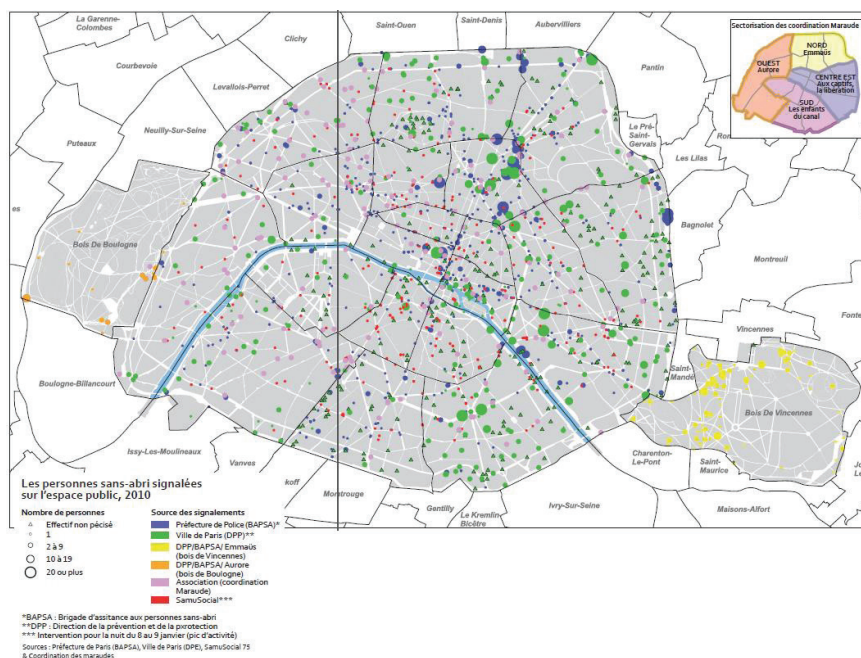 La Garenne-
Colombes
Clichy
Saint-Ouen
Saint-Denis
Aubervilliers
Courbevoie
Levallois-Perret
Pantin
Neuilly-Sur-Seine
Puteaux
Le Pré-
Saint-
Gervais
Les Lilas
es
Bois De Boulogne
Bagnolet
Montreuil
Vincennes
Fonte
Saint-
Mandé
Boulogne-Billancourt
Bois De Vincennes
Issy-Les-Moulineaux
Vanves
Charenton-
Le-Pont
Saint-
Maurice
koff
Montrouge
Gentilly
Le Kremlin-
Bicêtre
Ivry-Sur-Seine
Maisons-Alfort
Sectorisation des coordination Maraude
NORD
Emmaüs
OUEST
Aurore
CENTRE EST
Aux captifs,
la libération
SUD
Les enfants
du canal
Les personnes sans-abri signalées
sur l'espace public, 2010
Nombre de personnes
Effectif non pécisé
1
2 à 9
10 à 19
20 ou plus
Source des signalements
Préfecture de Police (BAPSA)*
Ville de Paris (DPP)**
DPP/BAPSA/ Emmaüs
(bois de Vincennes)
DPP/BAPSA/ Aurore
(bois de Boulogne)
Association (coordination
Maraude)
SamuSocial***
*BAPSA : Brigade d'assitance aux personnes sans-abri
**DPP : Direction de la prévention et de la pxrotection
*** Intervention pour la nuit du 8 au 9 janvier (pic d'activité)
Sources : Préfecture de Paris (BAPSA), Ville de Paris (DPE), SamuSocial 75
& Coordination des maraudes